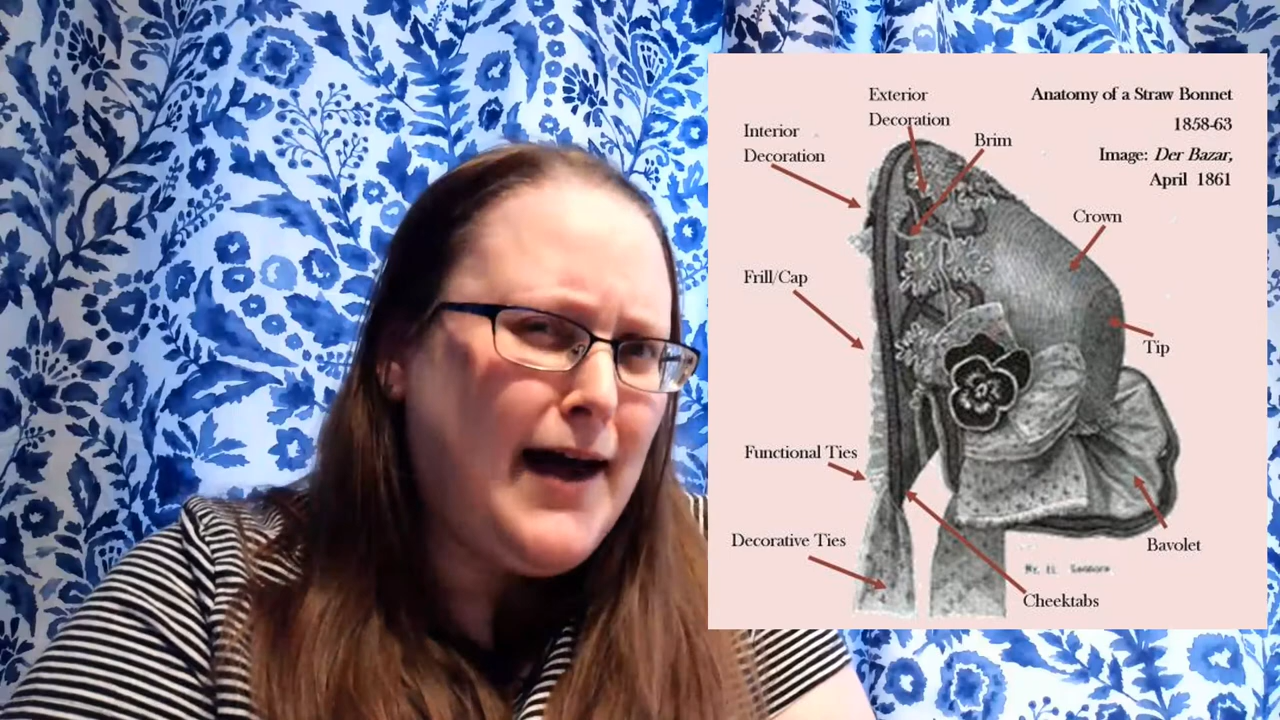 Anatomy of a Straw Bonnet
1858-63
Image: Der Bazar,
April 1861
Exterior
Decoration
Interior
Decoration
Brim
Crown
Frill/Cap
Tip
Functional Ties
Decorative Ties
Bavolet
Cheektabs